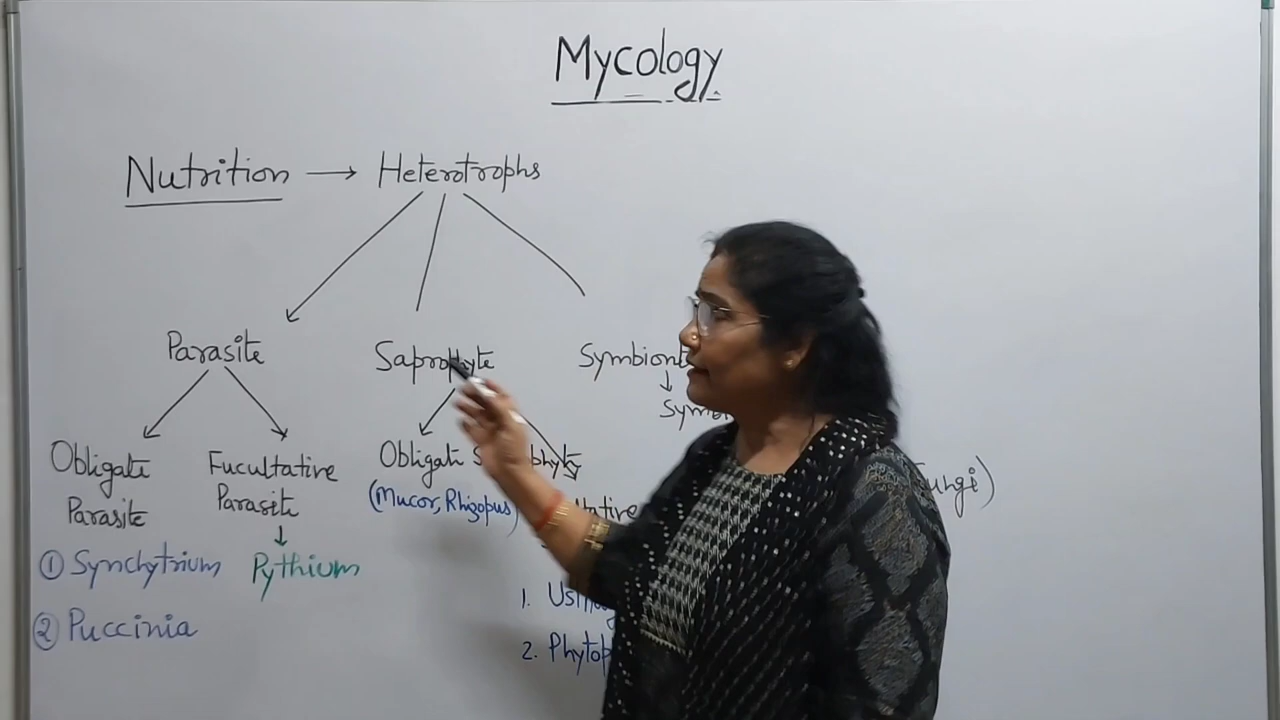 Mycology
Nutrition → Heterotrophs
Parasite Saprophyte Symbiont
Obligate Parasite
Fucultative Parasite
Obligate
(Mucor, Rhizopus)
① Synchytrium
Pythium
② Puccinia
1.
2.